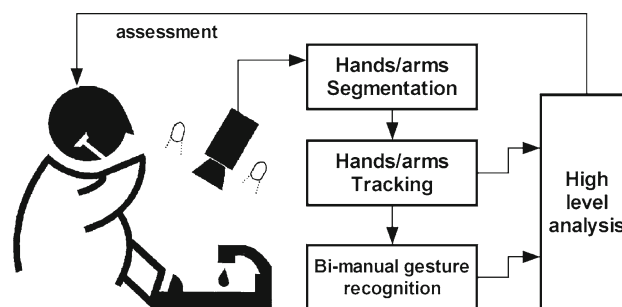 assessment
Hands/arms
Segmentation
Hands/arms
Tracking
Bi-manual gesture
recognition
High
level
analysis